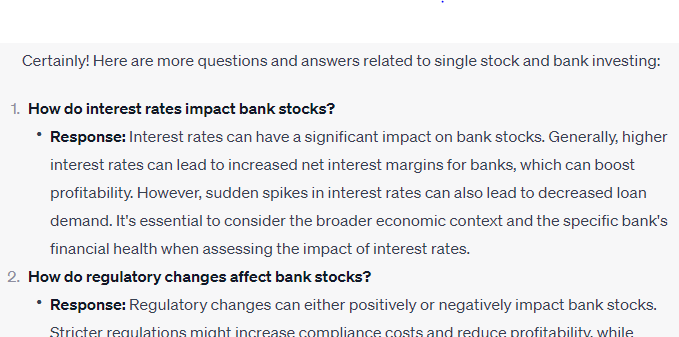 Certainly! Here are more questions and answers related to single stock and bank investing:
1. How do interest rates impact bank stocks?
• Response: Interest rates can have a significant impact on bank stocks. Generally, higher
interest rates can lead to increased net interest margins for banks, which can boost
profitability. However, sudden spikes in interest rates can also lead to decreased loan
demand. It's essential to consider the broader economic context and the specific bank's
financial health when assessing the impact of interest rates.
2. How do regulatory changes affect bank stocks?
• Response: Regulatory changes can either positively or negatively impact bank stocks.
Stricter regulations might increase compliance costs and reduce profitability, while